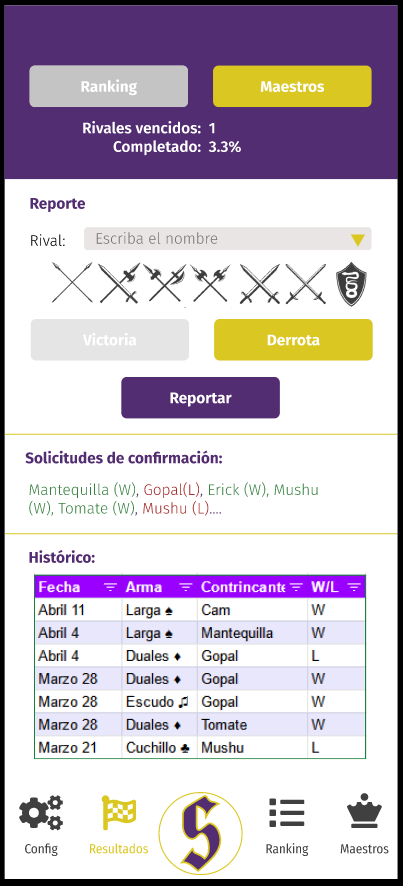 Ranking Maestros
Rivales vencidos: 1
Completado: 3.3%
Reporte
Rival: Escriba el nombre
Victoria Derrota
Reportar
Solicitudes de confirmación:
Mantequilla (W), Gopal(L), Erick (W), Mushu
(W), Tomate (W), Mushu (L)....
Histórico:
Fecha Arma Contrincante W/L
Abril 11 Larga ♠ Cam W
Abril 4 Larga ♠ Mantequilla W
Abril 4 Duales ♦ Gopal L
Marzo 28 Duales ♦ Gopal W
Marzo 28 Escudo ♫ Gopal W
Marzo 28 Duales ♦ Tomate W
Marzo 21 Cuchillo ♣ Mushu L
S
Config Resultados Ranking Maestros